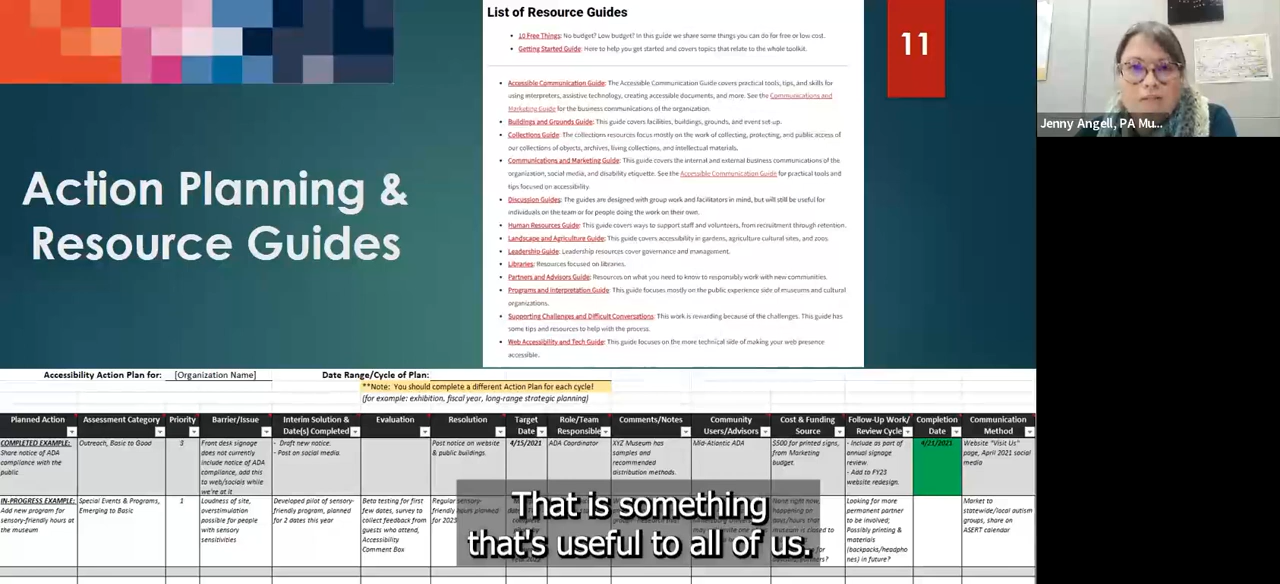 Action Planning &
Resource Guides
List of Resource Guides
10 Free Things: No budget? Low budget? In this guide we share some things you can do for free or low cost.
Getting Started Guide: Here to help you get started and covers topics that relate to the whole toolkit.
Accessible Communication Guide: The Accessible Communication Guide covers practical tools, tips, and skills for
using interpreters, assistive technology, creating accessible documents, and more. See the Communications and
Marketing Guide for the business communications of the organization.
Buildings and Grounds Guide: This guide covers facilities, buildings, grounds, and event set-up.
Collections Guide: The collections resources focus mostly on the work of collecting, protecting, and public access of
our collections of objects, archives, living collections, and intellectual materials.
Communications and Marketing Guide: This guide covers the internal and external business communications of the
organization, social media, and disability etiquette. See the Accessible Communication Guide for practical tools and
tips focused on accessibility.
Discussion Guides: The guides are designed with group work and facilitators in mind, but will still be useful for
individuals on the team or for people doing the work on their own.
Human Resources Guide: This guide covers ways to support staff and volunteers, from recruitment through retention.
Landscape and Agriculture Guide: This guide covers accessibility in gardens, agriculture cultural sites, and zoos.
Leadership Guide: Leadership resources cover governance and management.
Libraries: Resources focused on libraries.
Partners and Advisors Guide: Resources on what you need to know to responsibly work with new communities.
Programs and Interpretation Guide: This guide focuses mostly on the public experience side of museums and cultural
organizations.
Supporting Challenges and Difficult Conversations: This work is rewarding because of the challenges. This guide has
some tips and resources to help with the process.
Web Accessibility and Tech Guide: This guide focuses on the more technical side of making your web presence
accessible.
11
Jenny Angell, PA Mu...
Accessibility Action Plan for: [Organization Name] Date Range/Cycle of Plan:
**Note: You should complete a different Action Plan for each cycle!
(for example: exhibition, fiscal year, long-range strategic planning)
Planned Action Assessment Category Priority Barrier/Issue Interim Solution & Date(s) Completed Evaluation Resolution Target Date Role/Team Responsible Comments/Notes Community Users/Advisors Cost & Funding Source Follow-Up Work/ Review Cycle Completion Date Communication Method
COMPLETED EXAMPLE:
Share notice of ADA
compliance with the
public
Outreach, Basic to Good
3
Front desk signage
does not currently
include notice of ADA
compliance, add this
to web/socials while
we're at it
- Draft new notice.
- Post on social media.
Post notice on website
& public buildings.
4/15/2021
ADA Coordinator
XYZ Museum has
samples and
recommended
distribution methods.
Mid-Atlantic ADA
$500 for printed signs,
from Marketing
budget.
- Include as part of
annual signage
review.
- Add to FY23
website redesign.
4/21/2021
Website "Visit Us"
page, April 2021 social
media
IN-PROGRESS EXAMPLE:
Add new program for
sensory-friendly hours at
the museum
Special Events & Programs,
Emerging to Basic
1
Loudness of site,
overstimulation
possible for people
with sensory
sensitivities
Developed pilot of sensory-
friendly program, planned
for 2 dates this year
Beta testing for first
few dates, survey to
collect feedback from
guests who attend,
Accessibility
Comment Box
Regular sensory-
friendly hours planned
for 2023
Looking for more
permanent partner
to be involved;
Possibly printing &
materials
(backpacks/headpho
nes) in future?
Market to
statewide/local autism
groups, share on
ASERT calendar
That is something
that's useful to all of us.